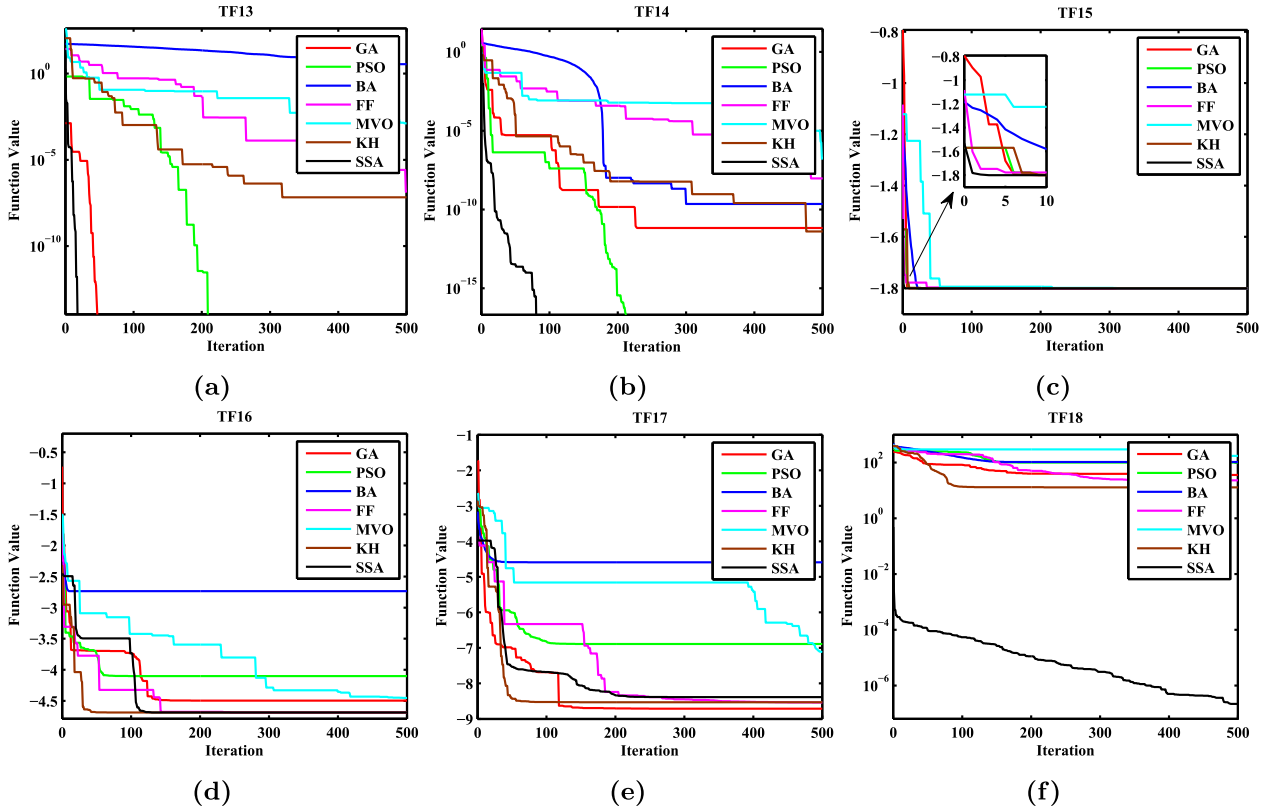 TF13
Function Value
10^0
10^-5
10^-10
0
100
200
300
400
500
Iteration
GA
PSO
BA
FF
MVO
KH
SSA
(a)
TF14
Function Value
10^0
10^-5
10^-10
10^-15
0
100
200
300
400
500
Iteration
GA
PSO
BA
FF
MVO
KH
SSA
(b)
TF15
Function Value
−0.8
−1
−1.2
−1.4
−1.6
−1.8
0
100
200
300
400
500
Iteration
−0.8
−1
−1.2
−1.4
−1.6
−1.8
0
5
10
GA
PSO
BA
FF
MVO
KH
SSA
(c)
TF16
Function Value
−0.5
−1
−1.5
−2
−2.5
−3
−3.5
−4
−4.5
0
100
200
300
400
500
Iteration
GA
PSO
BA
FF
MVO
KH
SSA
(d)
TF17
Function Value
−1
−2
−3
−4
−5
−6
−7
−8
−9
0
100
200
300
400
500
Iteration
GA
PSO
BA
FF
MVO
KH
SSA
(e)
TF18
Function Value
10^2
10^0
10^-2
10^-4
10^-6
0
100
200
300
400
500
Iteration
GA
PSO
BA
FF
MVO
KH
SSA
(f)